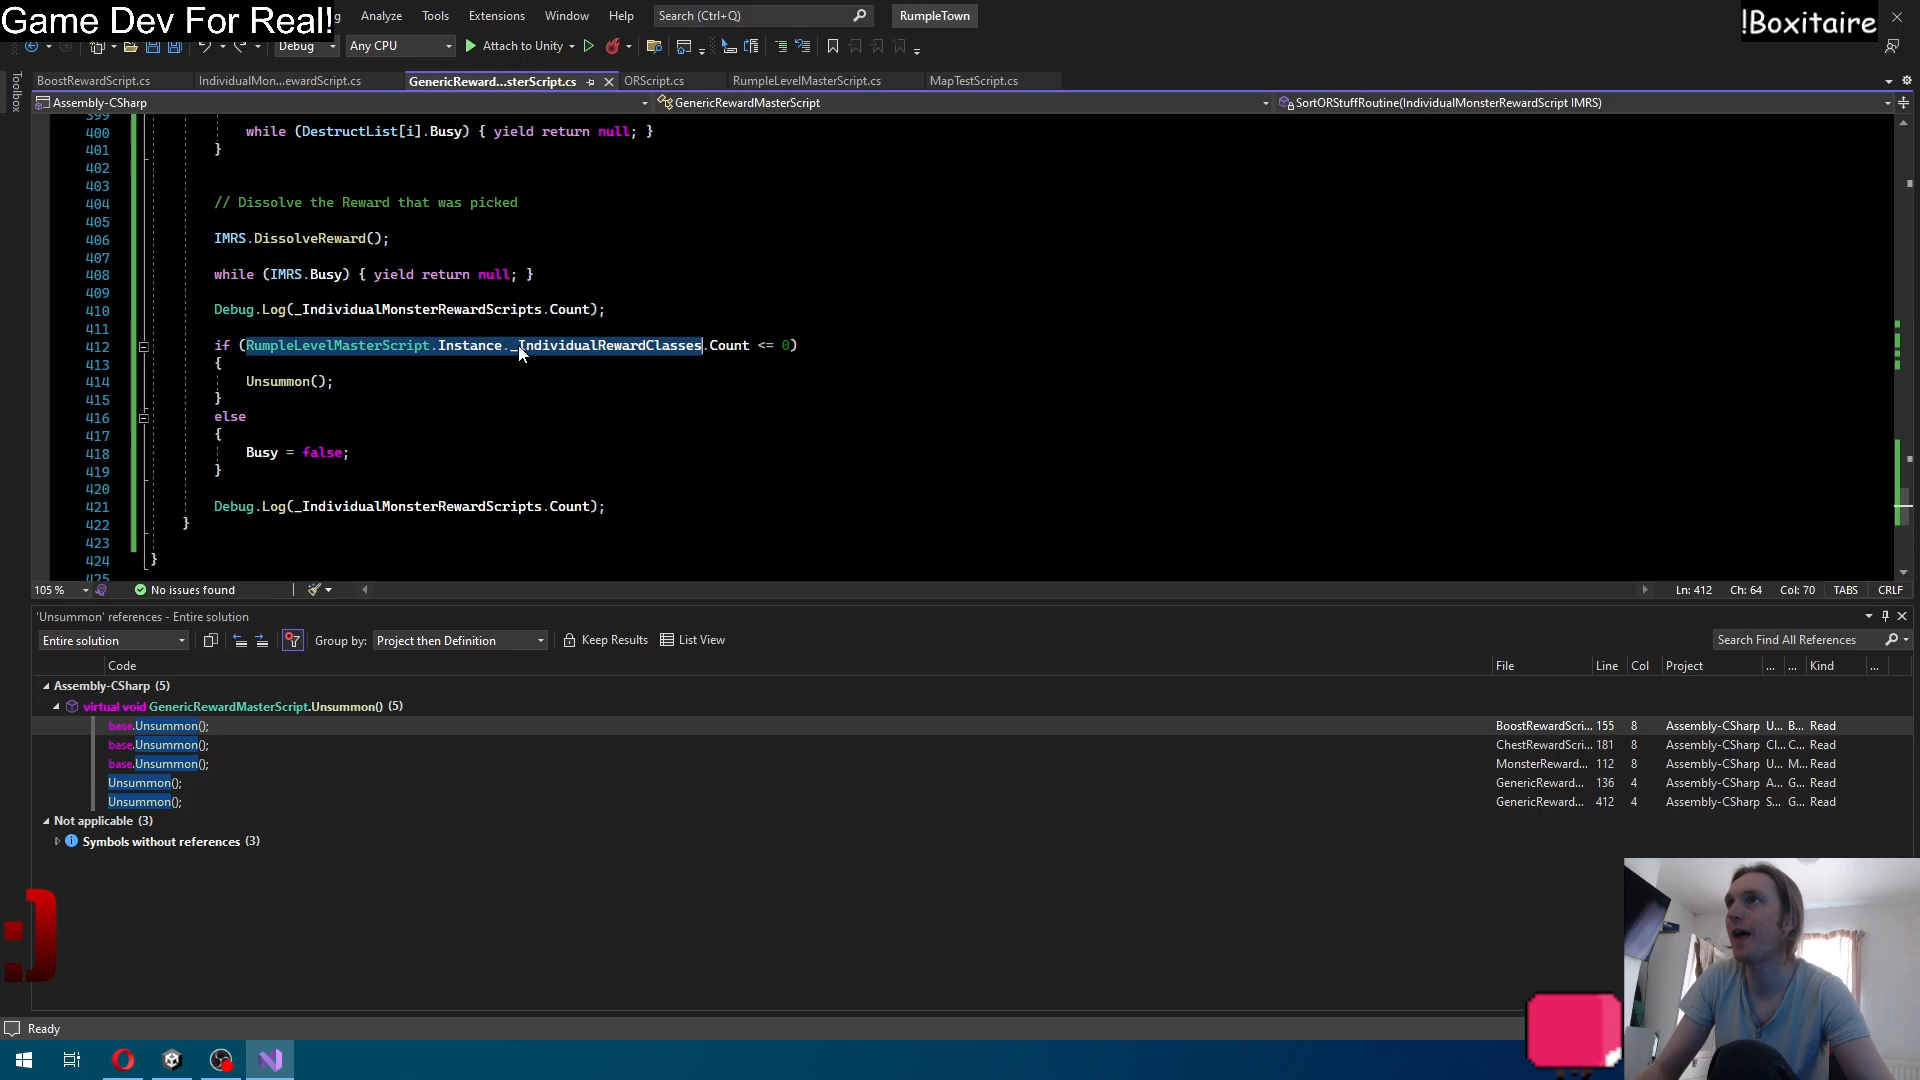 Game Dev For Real!
Analyze Tools Extensions Window Help Search (Ctrl+Q) RumpleTown
!Boxitaire
Debug Any CPU Attach to Unity
Toolbox
BoostRewardScript.cs IndividualMon...ewardScript.cs GenericReward...sterScript.cs ORScript.cs RumpleLevelMasterScript.cs MapTestScript.cs
Assembly-CSharp GenericRewardMasterScript SortORStuffRoutine(IndividualMonsterRewardScript IMRS)
399
400 while (DestructList[i].Busy) { yield return null; }
401 }
402
403
404 // Dissolve the Reward that was picked
405
406 IMRS.DissolveReward();
407
408 while (IMRS.Busy) { yield return null; }
409
410 Debug.Log(_IndividualMonsterRewardScripts.Count);
411
412 if (RumpleLevelMasterScript.Instance._IndividualRewardClasses.Count <= 0)
413 {
414 Unsummon();
415 }
416 else
417 {
418 Busy = false;
419 }
420
421 Debug.Log(_IndividualMonsterRewardScripts.Count);
422 }
423
424 }
425
105 % No issues found Ln: 412 Ch: 64 Col: 70 TABS CRLF
'Unsummon' references - Entire solution
Entire solution Group by: Project then Definition Keep Results List View Search Find All References
Code File Line Col Project ... ... Kind ...
Assembly-CSharp (5)
virtual void GenericRewardMasterScript.Unsummon() (5)
base.Unsummon(); BoostRewardScri... 155 8 Assembly-CSharp U... B... Read
base.Unsummon(); ChestRewardScri... 181 8 Assembly-CSharp Cl... C... Read
base.Unsummon(); MonsterReward... 112 8 Assembly-CSharp U... M... Read
Unsummon(); GenericReward... 136 4 Assembly-CSharp A... G... Read
Unsummon(); GenericReward... 412 4 Assembly-CSharp S... G... Read
Not applicable (3)
Symbols without references (3)
:)
Ready